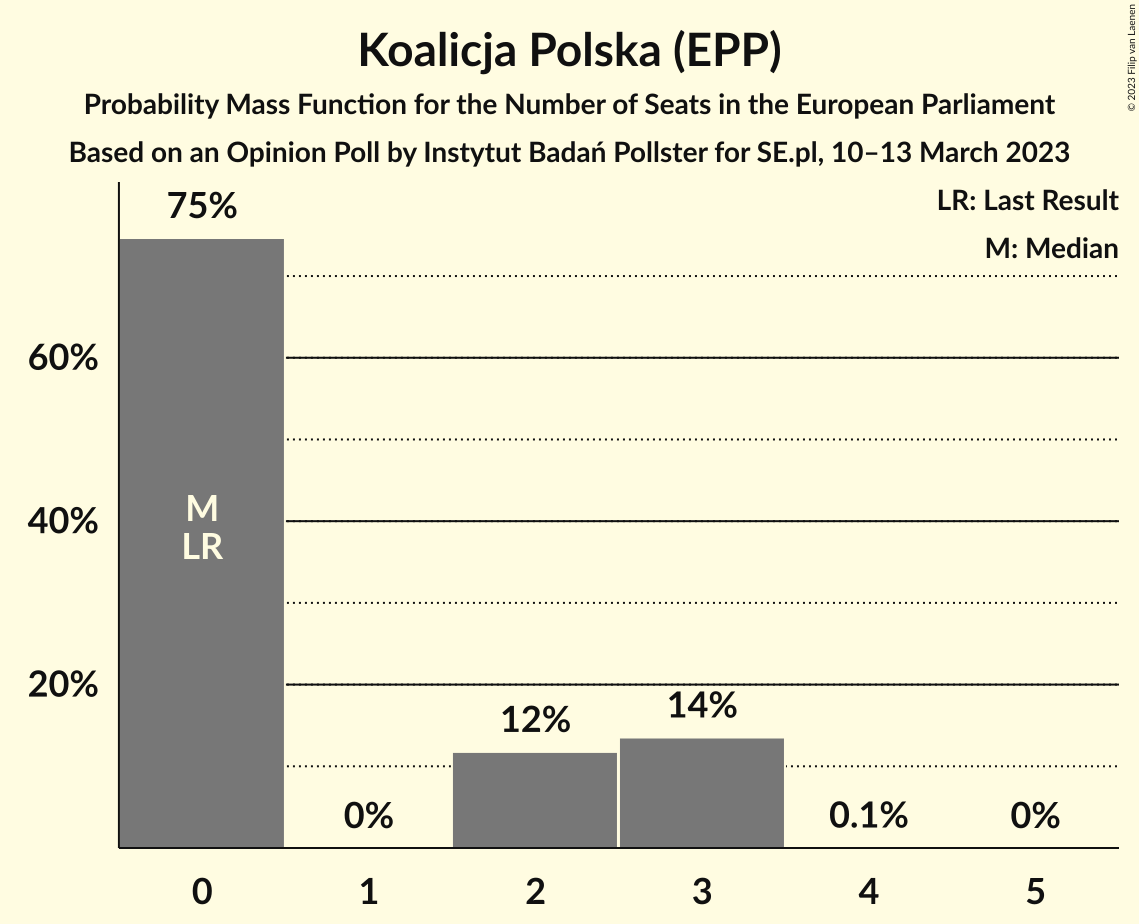 Koalicja Polska (EPP)
Probability Mass Function for the Number of Seats in the European Parliament
Based on an Opinion Poll by Instytut Badań Pollster for SE.pl, 10–13 March 2023
© 2023 Filip van Laenen
LR: Last Result
M: Median
75%
60%
40%
20%
M
LR
0%
12%
14%
0.1%
0%
0 1 2 3 4 5